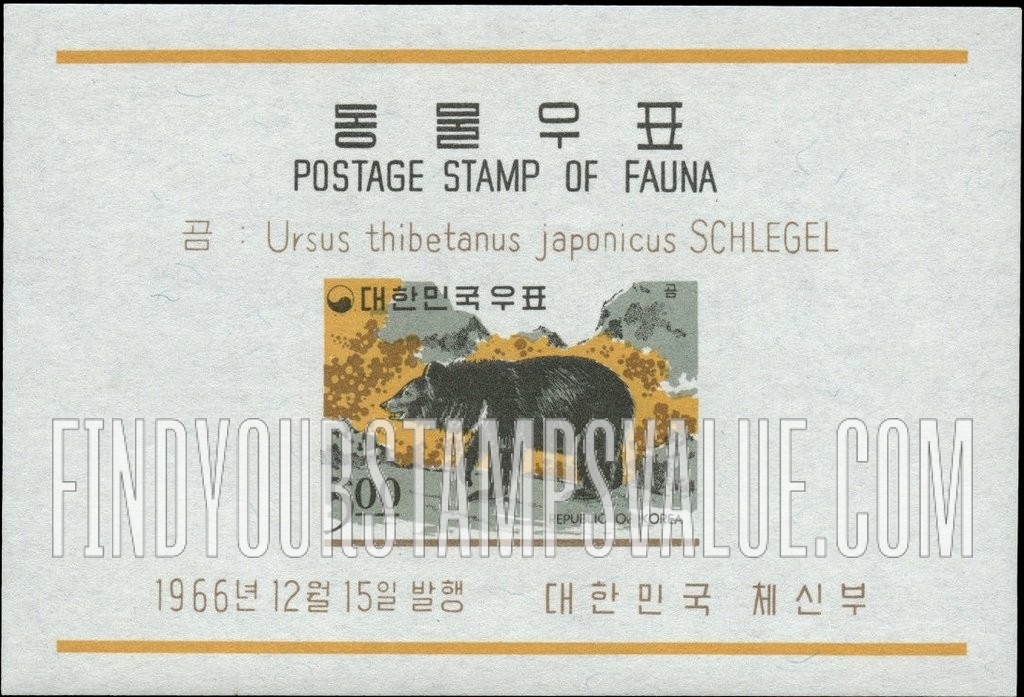 동물우표
POSTAGE STAMP OF FAUNA
곰 : Ursus thibetanus japonicus SCHLEGEL
대한민국우표 곰
FINDYOURSTAMPSVALUE.COM
.00
REPUBLIC OF KOREA
1966년 12월 15일 발행 대한민국 체신부